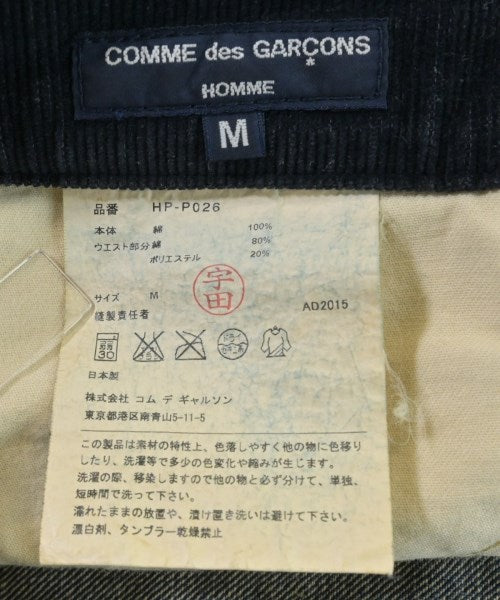 COMME des GARÇONS
HOMME
M
品番 HP-P026
本体 綿 100%
ウエスト部分 綿 80%
ポリエステル 20%
宇田
サイズ M
AD2015
縫製責任者
30
日本製
株式会社 コム デ ギャルソン
東京都港区南青山5-11-5
この製品は素材の特性上、色落しやすく他の物に色移り
したり、洗濯等で多少の色変化や縮みが生じます。
洗濯の際、移染しますので他の物と必ず分けて、単独、
短時間で洗って下さい。
濡れたままの放置や、漬け置き洗いは避けて下さい。
漂白剤、タンブラー乾燥禁止